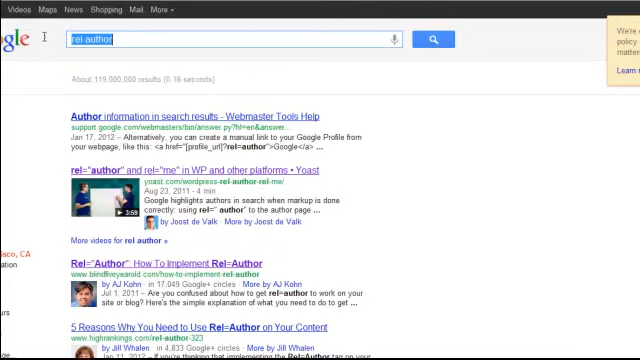 Videos Maps News Shopping Mail More
gle
rel author
We're
policy
matter
Learn
About 119,000,000 results (0.16 seconds)
Author information in search results - Webmaster Tools Help
support.google.com/webmasters/bin/answer.py?hl=en&answer...
Jan 17, 2012 – Alternatively, you can create a manual link to your Google Profile from
your webpage, like this: <a href="[profile_url]?rel=author">Google</a> ...
rel="author" and rel="me" in WP and other platforms • Yoast
yoast.com/wordpress-rel-author-rel-me/
Aug 23, 2011 - 4 min
Google highlights authors in search when markup is done
correctly: using rel=" author" to the author page ...
3:59
by Joost de Valk - More by Joost de Valk
More videos for rel author »
Rel="Author": How To Implement Rel=Author
www.blindfiveyearold.com/how-to-implement-rel-author
by AJ Kohn - in 17,049 Google+ circles - More by AJ Kohn
Jul 1, 2011 – Are you confused about how to get rel=author to work on your
site or blog? Here's the simple explanation of what you need to do to get ...
5 Reasons Why You Need to Use Rel=Author on Your Content
www.highrankings.com/rel-author-323
by Jill Whalen - in 4,833 Google+ circles - More by Jill Whalen
Jan 11, 2012 – If you're thinking that implementing the Rel=Author tag on your
isco, CA
ation
urs